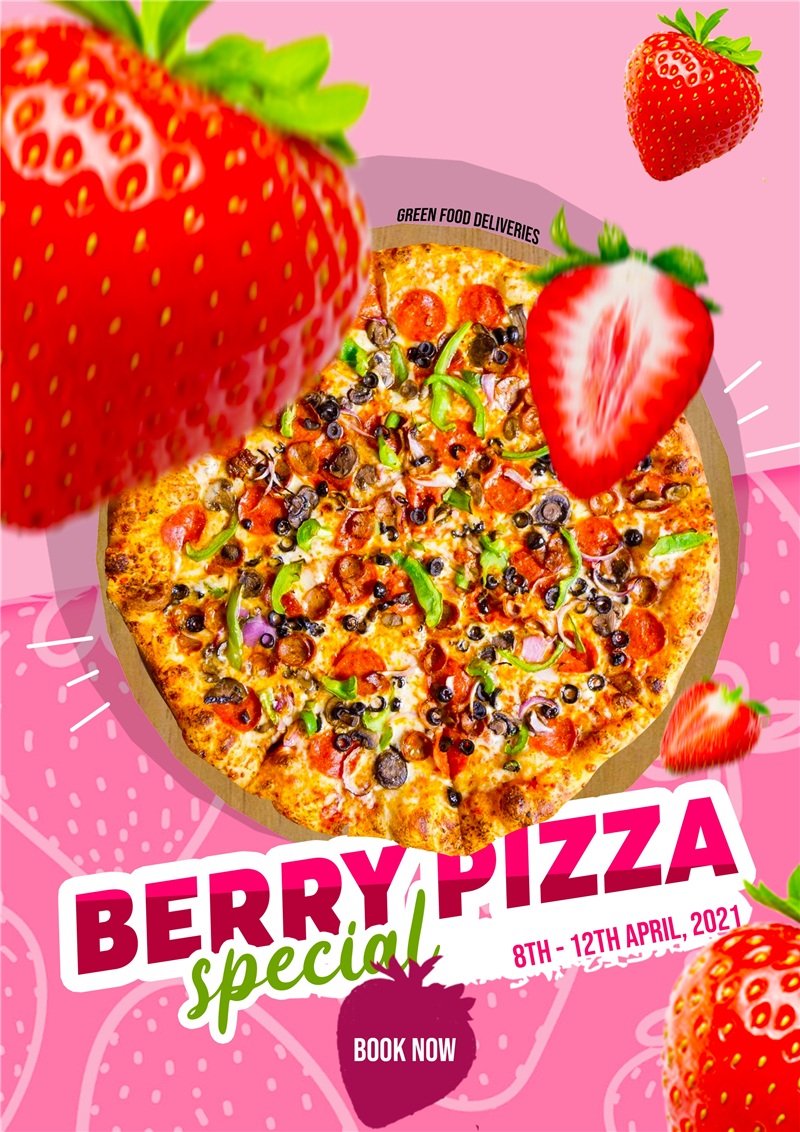 GREEN FOOD DELIVERIES
BERRY PIZZA
special
8TH - 12TH APRIL, 2021
BOOK NOW